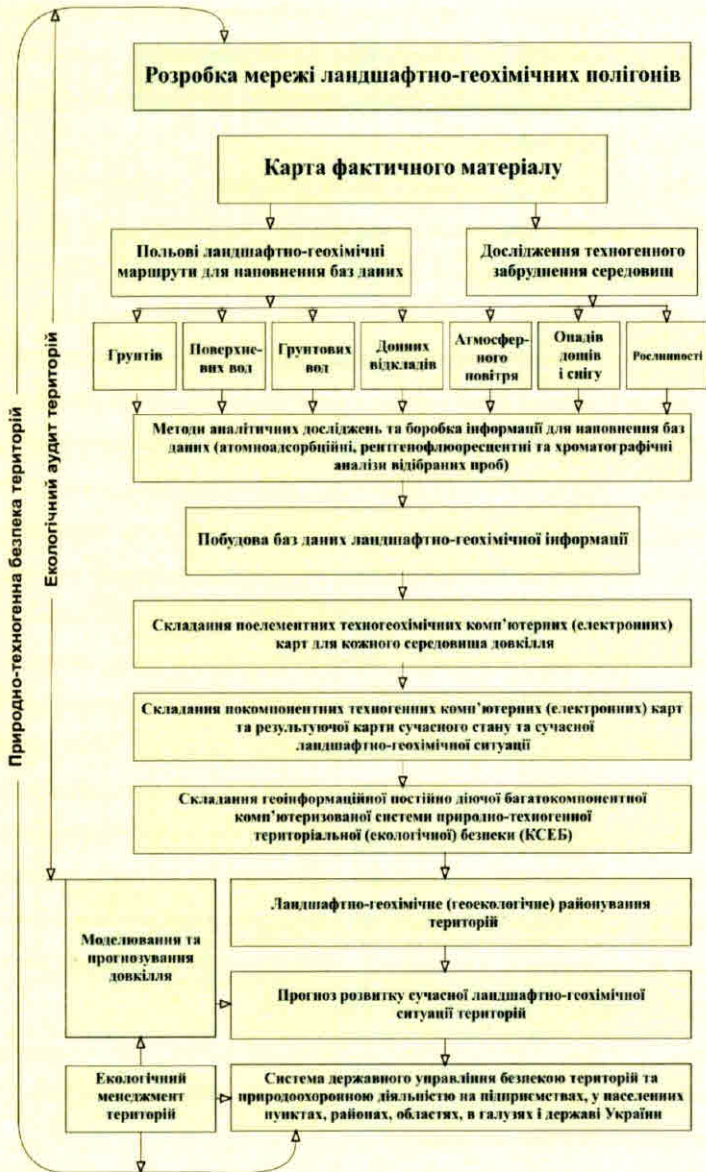 Розробка мережі ландшафтно-геохімічних полігонів
Карта фактичного матеріалу
Польові ландшафтно-геохімічні
маршрути для наповнення баз даних
Дослідження техногенного
забруднення середовищ
Грунтів
Поверхне-
вих вод
Грунтових
вод
Донних
відкладів
Атмосфер-
ного
повітря
Опадів
дощів
і снігу
Рослинності
Методи аналітичних досліджень та боробка інформації для наповнення баз
даних (атомноадсорбційні, рентгенофлюоресцентні та хроматографічні
аналізи відібраних проб)
Побудова баз даних ландшафтно-геохімічної інформації
Складання поелементних техногеохімічних комп'ютерних (електронних)
карт для кожного середовища довкілля
Складання покомпонентних техногенних комп'ютерних (електронних) карт
та результуючої карти сучасного стану та сучасної
ландшафтно-геохімічної ситуації
Складання геоінформаційної постійно діючої багатокомпонентної
комп'ютеризованої системи природно-техногенної
територіальної (екологічної) безпеки (КСЕБ)
Ландшафтно-геохімічне (геоекологічне) районування
територій
Моделювання та
прогнозування
довкілля
Прогноз розвитку сучасної ландшафтно-геохімічної
ситуації територій
Екологічний
менеджмент
територій
Система державного управління безпекою територій та
природоохоронною діяльністю на підприємствах, у населенних
пунктах, районах, областях, в галузях і державі України
Природно-техногенна безпека територій
Екологічний аудит територій